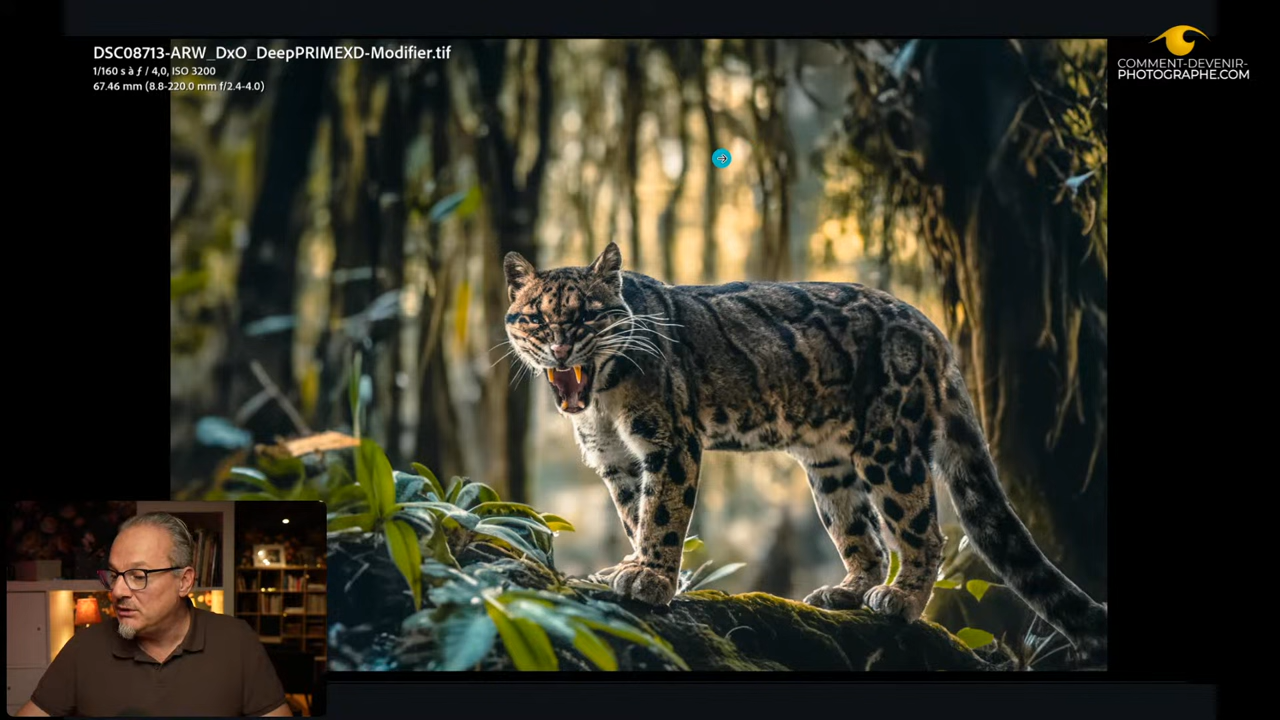 DSC08713-ARW_DxO_DeepPRIMEXD-Modifier.tif
1/160 s à ƒ / 4,0, ISO 3200
67.46 mm (8.8-220.0 mm f/2.4-4.0)
COMMENT-DEVENIR-
PHOTOGRAPHE.COM